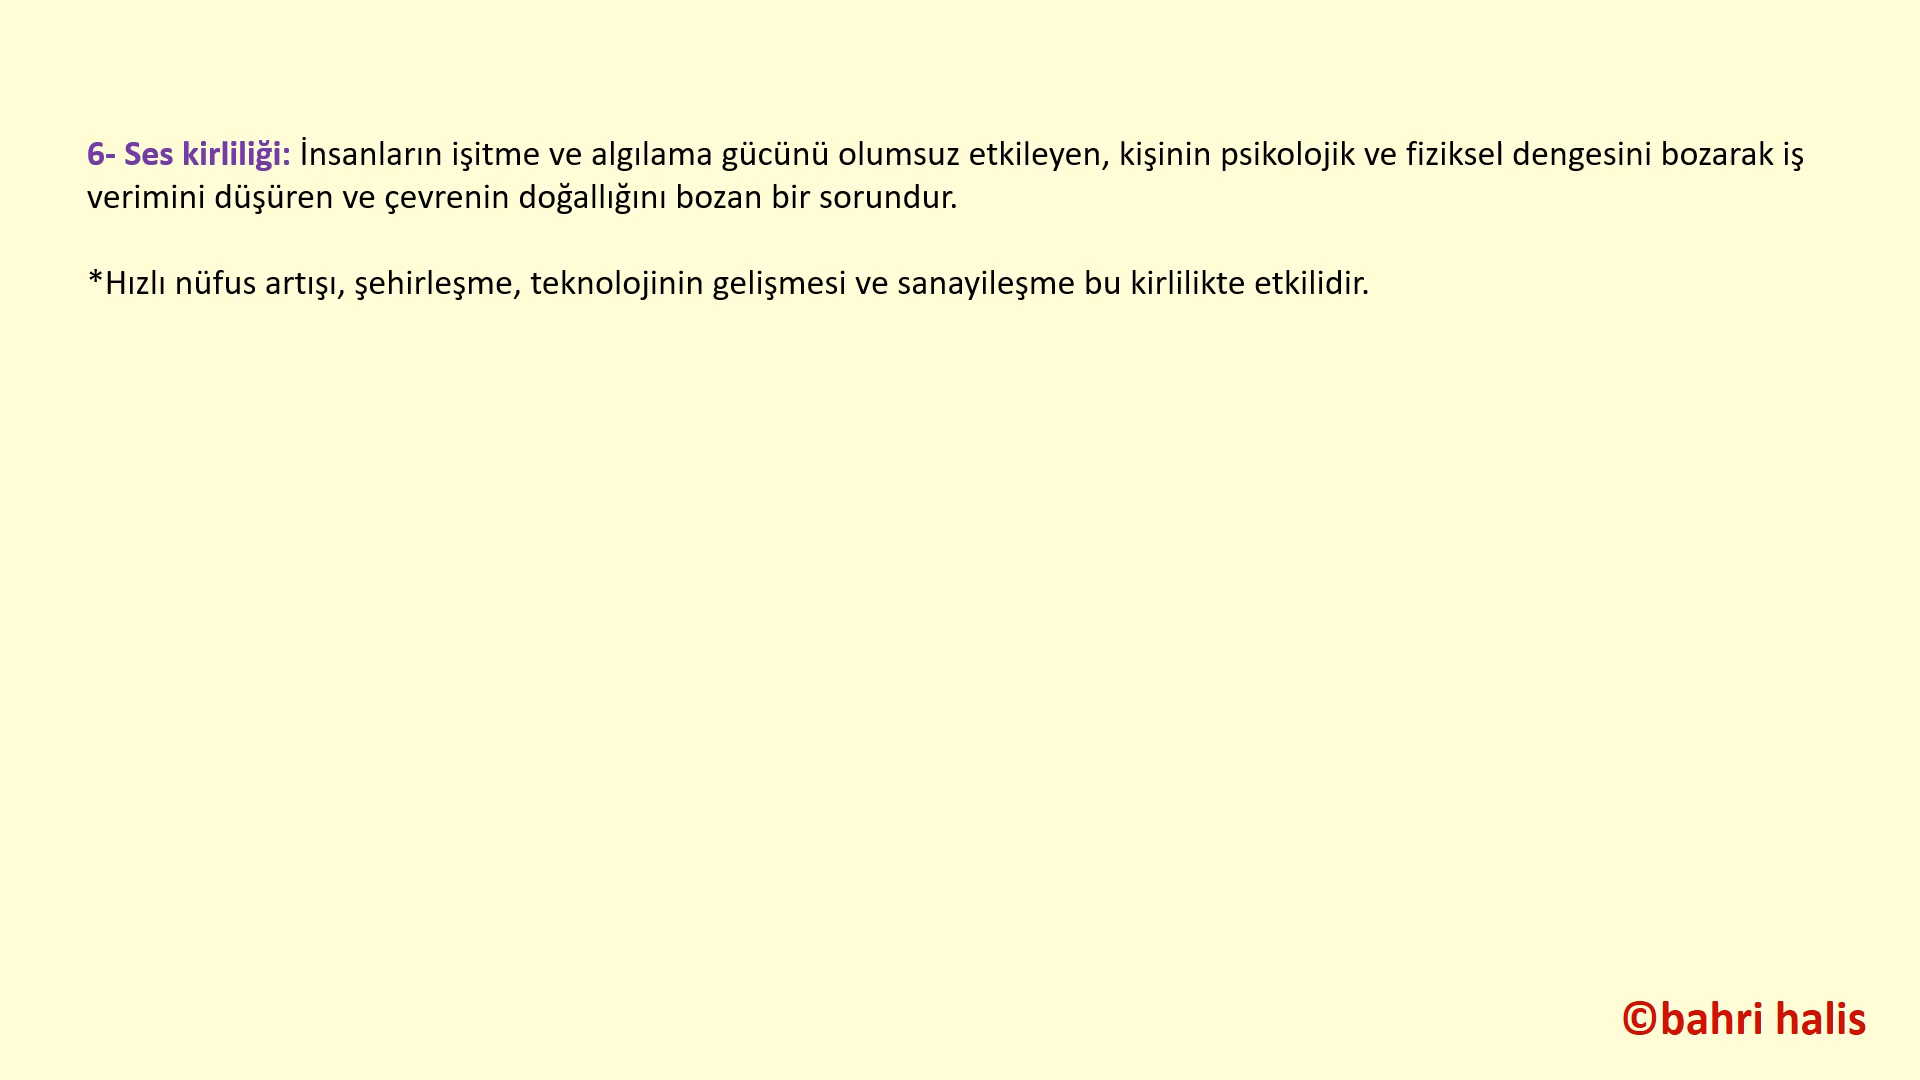 6- Ses kirliliği: İnsanların işitme ve algılama gücünü olumsuz etkileyen, kişinin psikolojik ve fiziksel dengesini bozarak iş
verimini düşüren ve çevrenin doğallığını bozan bir sorundur.
*Hızlı nüfus artışı, şehirleşme, teknolojinin gelişmesi ve sanayileşme bu kirlilikte etkilidir.
©bahri halis